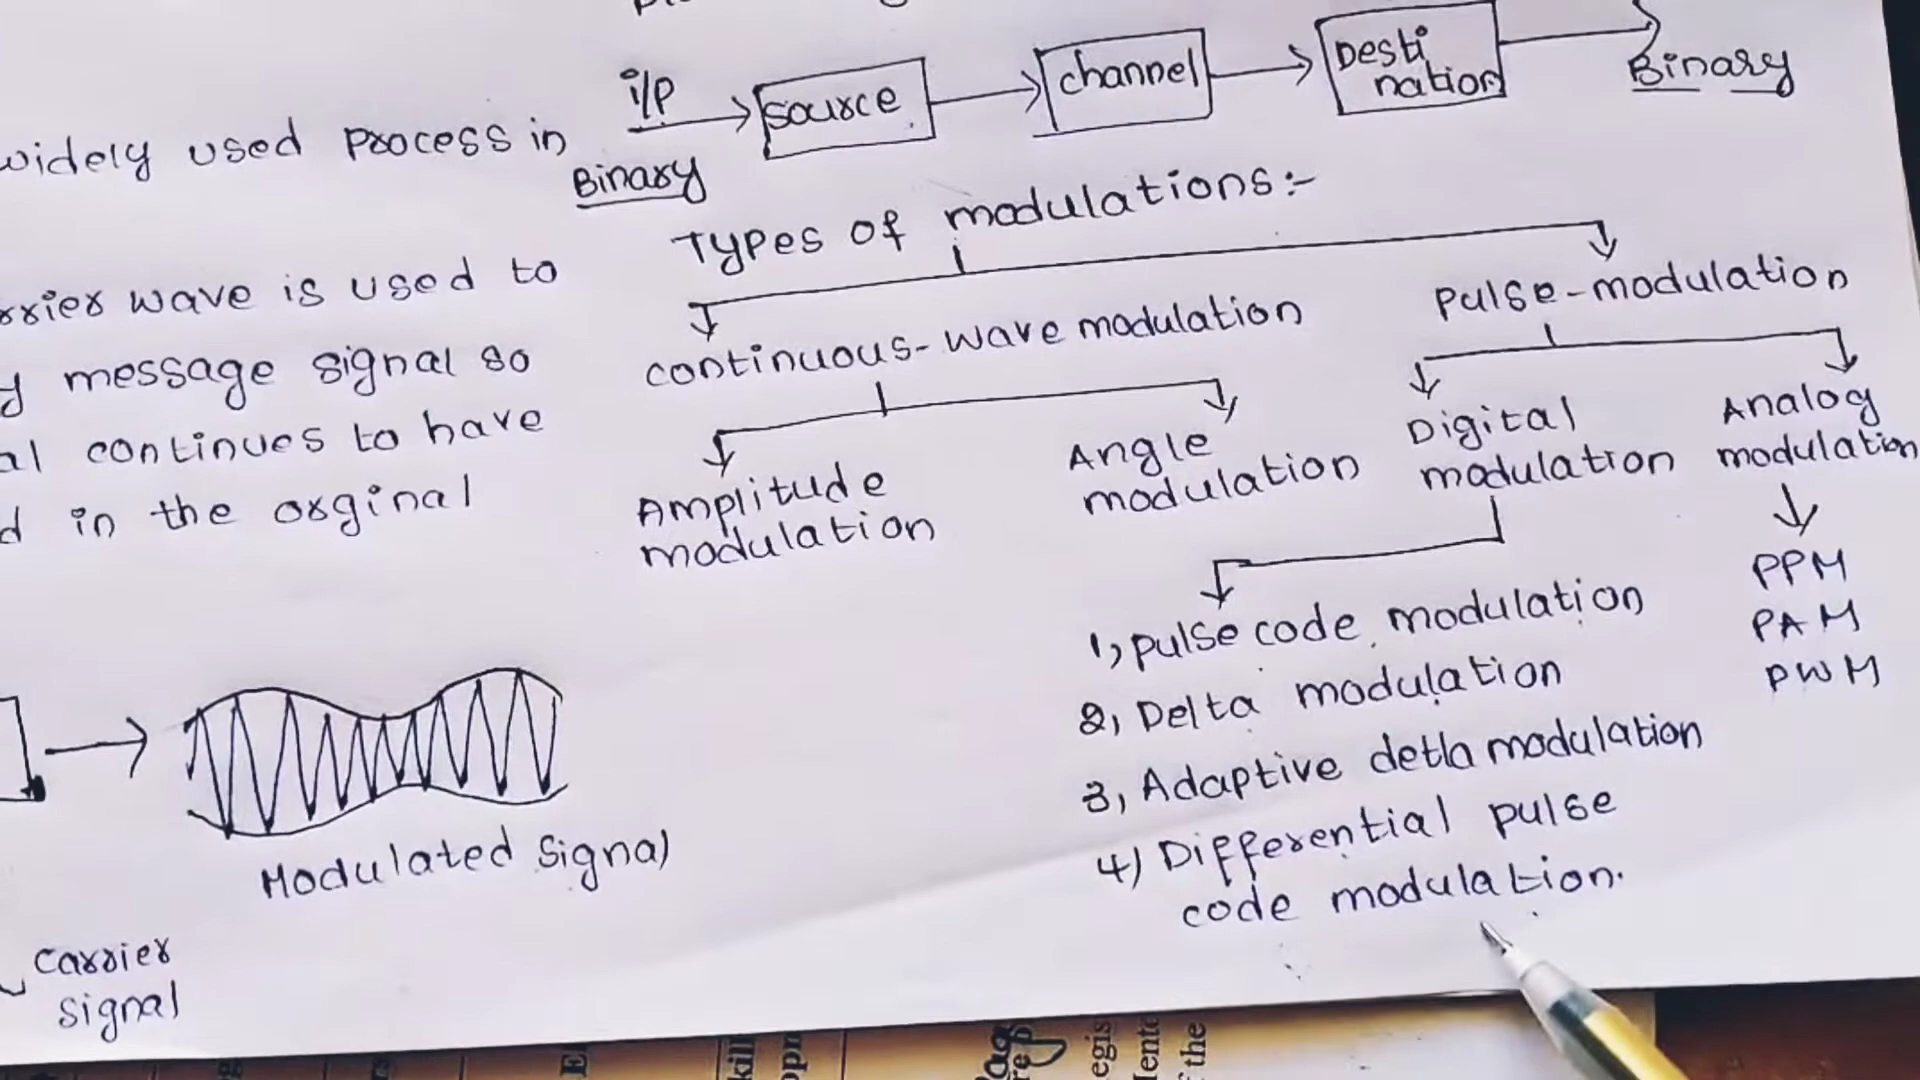 widely used process in
wave is used to
message signal so
continues to have
in the orginal
Modulated signal
carrier
signal
i/p
Binary
source
channel
Desti
nation
Binary
Types of modulations:-
continuous-wave modulation
pulse-modulation
Amplitude
modulation
Angle
modulation
Digital
modulation
Analog
modulation
1, pulse code modulation
2, Delta modulation
3, Adaptive detla modulation
4) Differential pulse
code modulation.
PPM
PAM
PWM
of the